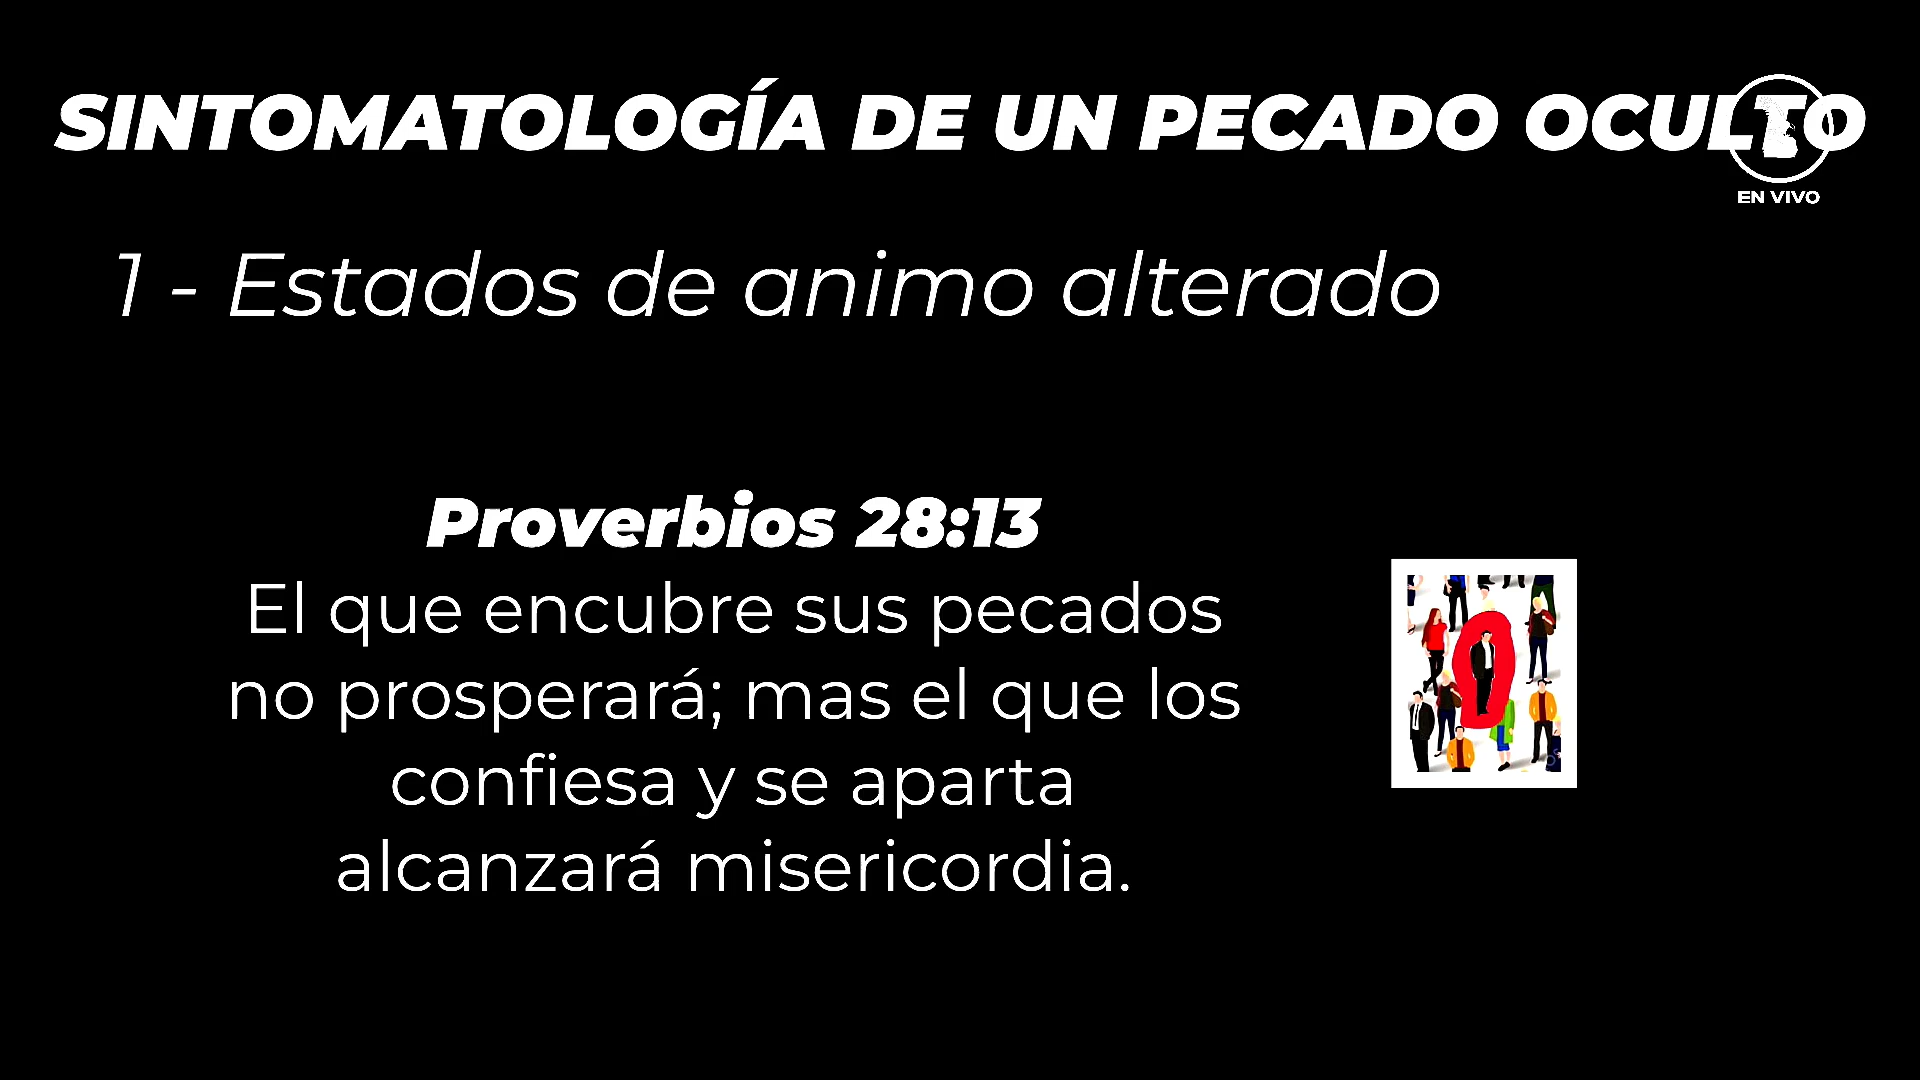 SINTOMATOLOGÍA DE UN PECADO OCULTO
EN VIVO
1 - Estados de animo alterado
Proverbios 28:13
El que encubre sus pecados
no prosperará; mas el que los
confiesa y se aparta
alcanzará misericordia.